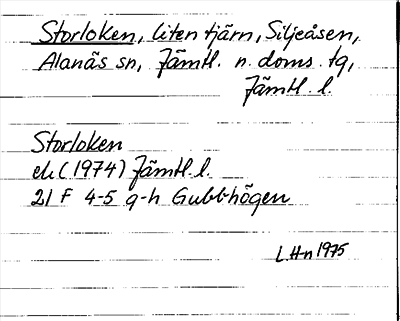 Storloken, liten tjärn, Siljeåsen,
Alanäs sn, Jämtl. n. doms. tg,
Jämtl. l.
Storloken
ek (1974) Jämtl. l.
21 F 4-5 g-h Gubbhögen
L.H-n 1975